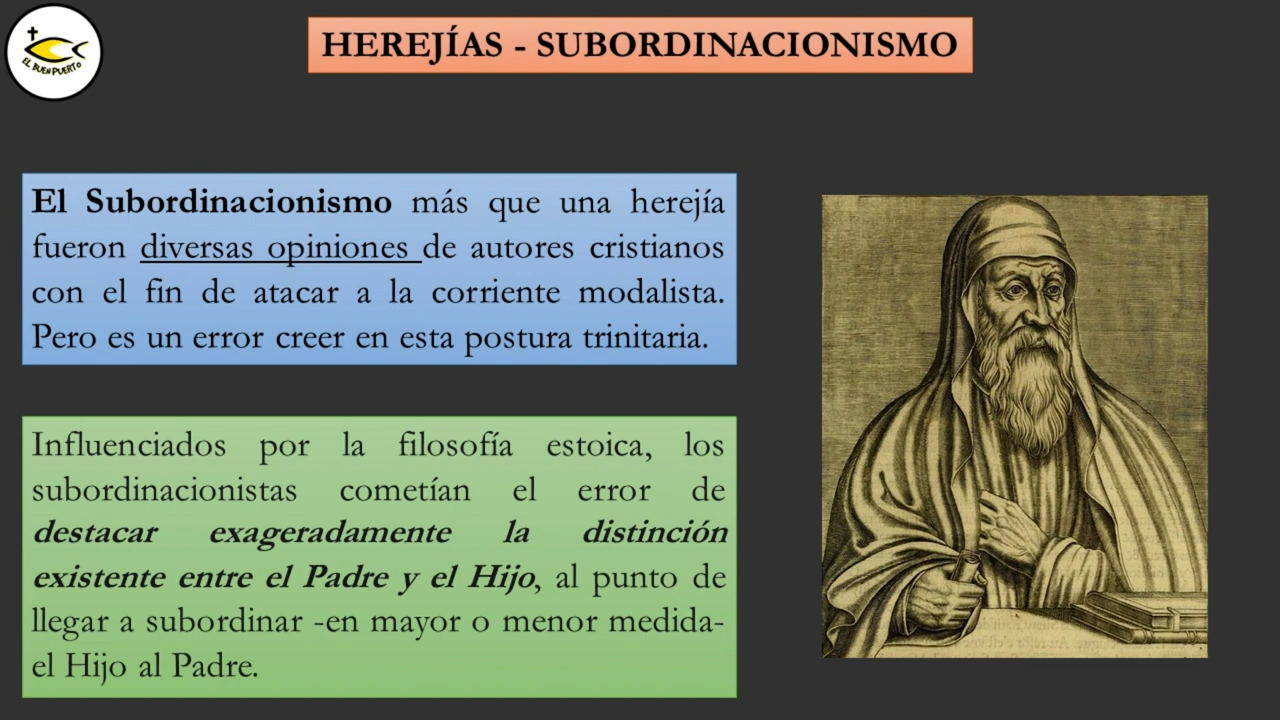 HEREJÍAS - SUBORDINACIONISMO
EL BUEN PUERTO
El Subordinacionismo más que una herejía
fueron diversas opiniones de autores cristianos
con el fin de atacar a la corriente modalista.
Pero es un error creer en esta postura trinitaria.
Influenciados por la filosofía estoica, los
subordinacionistas cometían el error de
destacar exageradamente la distinción
existente entre el Padre y el Hijo, al punto de
llegar a subordinar -en mayor o menor medida-
el Hijo al Padre.